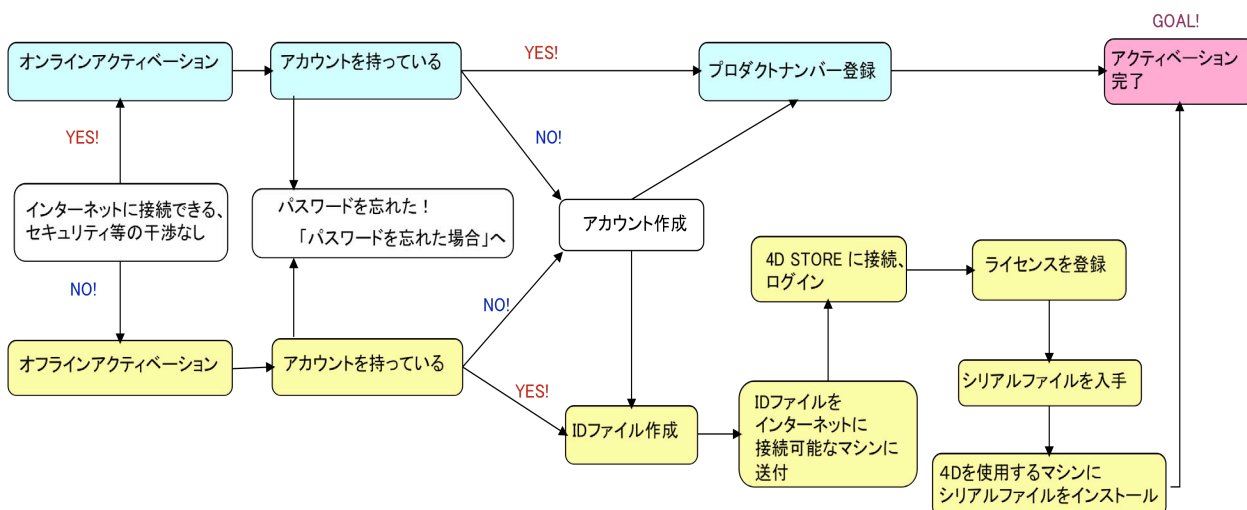 GOAL!
オンラインアクティベーション
アカウントを持っている
YES!
プロダクトナンバー登録
アクティベーション
完了
YES!
NO!
インターネットに接続できる、
セキュリティ等の干渉なし
パスワードを忘れた！
「パスワードを忘れた場合」へ
アカウント作成
4D STORE に接続、
ログイン
ライセンスを登録
NO!
NO!
オフラインアクティベーション
アカウントを持っている
YES!
IDファイル作成
IDファイルを
インターネットに
接続可能なマシンに
送付
シリアルファイルを入手
4Dを使用するマシンに
シリアルファイルをインストール